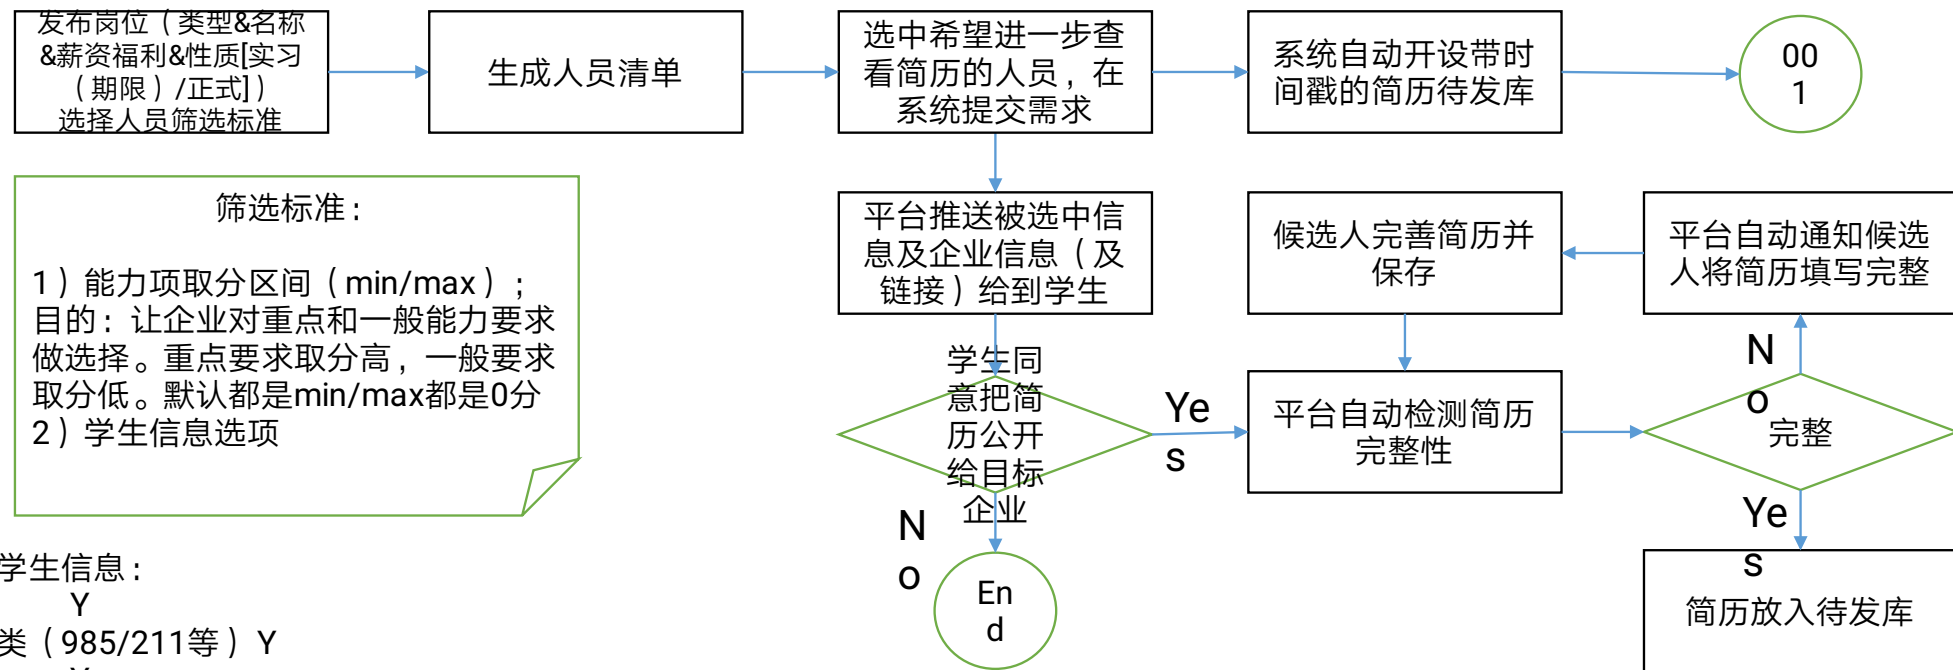 发布岗位（类型&名称
&薪资福利&性质[实习
（期限）/正式]）
选择人员筛选标准
生成人员清单
选中希望进一步查
看简历的人员，在
系统提交需求
系统自动开设带时
间戳的简历待发库
00
1
筛选标准：
1）能力项取分区间（min/max）；
目的：让企业对重点和一般能力要求
做选择。重点要求取分高，一般要求
取分低。默认都是min/max都是0分
2）学生信息选项
平台推送被选中信
息及企业信息（及
链接）给到学生
候选人完善简历并
保存
平台自动通知候选
人将简历填写完整
学生同
意把简
历公开
给目标
企业
Ye
s
平台自动检测简历
完整性
N
o
完整
N
o
En
d
Ye
s
简历放入待发库
学生信息：
Y
类（985/211等）Y